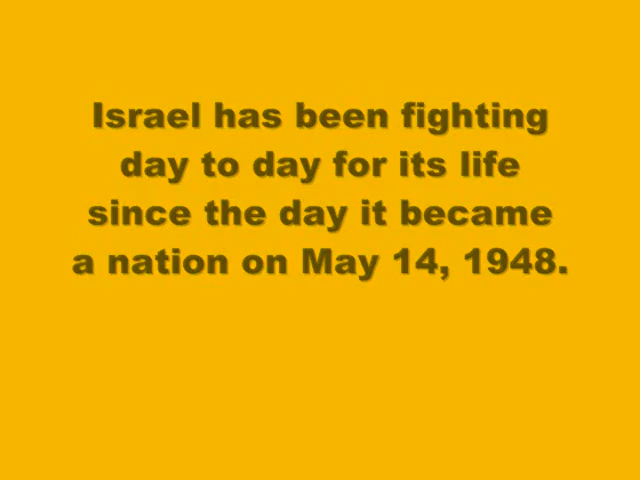 Israel has been fighting
day to day for its life
since the day it became
a nation on May 14, 1948.